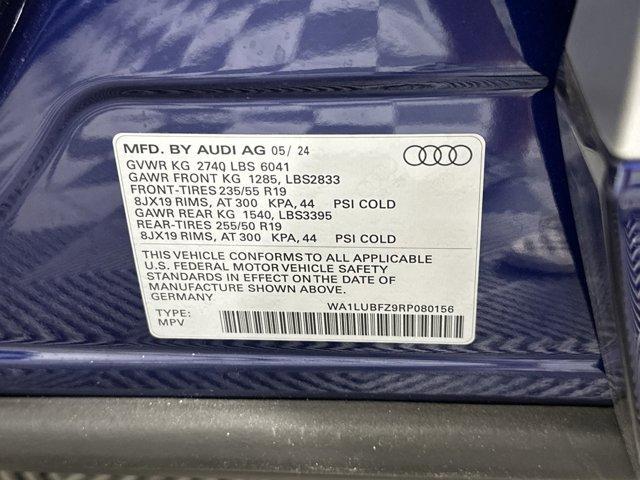 MFD. BY AUDI AG 05/ 24
GVWR KG 2740 LBS 6041
GAWR FRONT KG 1285, LBS2833
FRONT-TIRES 235/55 R19
8JX19 RIMS, AT 300 KPA, 44 PSI COLD
GAWR REAR KG 1540, LBS3395
REAR-TIRES 255/50 R19
8JX19 RIMS, AT 300 KPA, 44 PSI COLD
THIS VEHICLE CONFORMS TO ALL APPLICABLE
U.S. FEDERAL MOTOR VEHICLE SAFETY
STANDARDS IN EFFECT ON THE DATE OF
MANUFACTURE SHOWN ABOVE.
GERMANY
WA1LUBFZ9RP080156
TYPE:
MPV